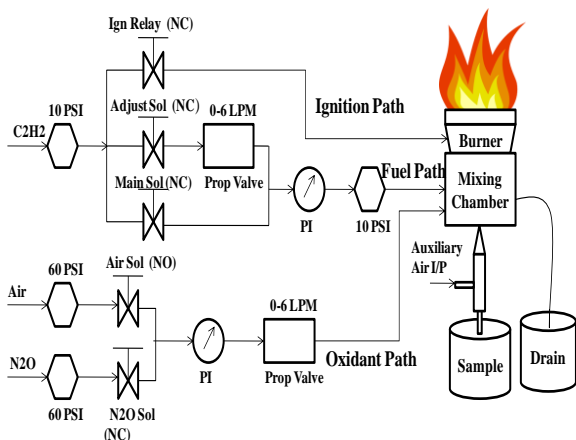 Ign Relay (NC)
10 PSI
C2H2
Adjust Sol (NC)
0-6 LPM
Prop Valve
Main Sol (NC)
Ignition Path
Burner
Fuel Path
PI
10 PSI
Mixing
Chamber
Auxiliary
Air I/P
60 PSI
Air Sol (NO)
Air
0-6 LPM
N2O
PI
Prop Valve
Oxidant Path
Sample
Drain
60 PSI
N2O Sol
(NC)